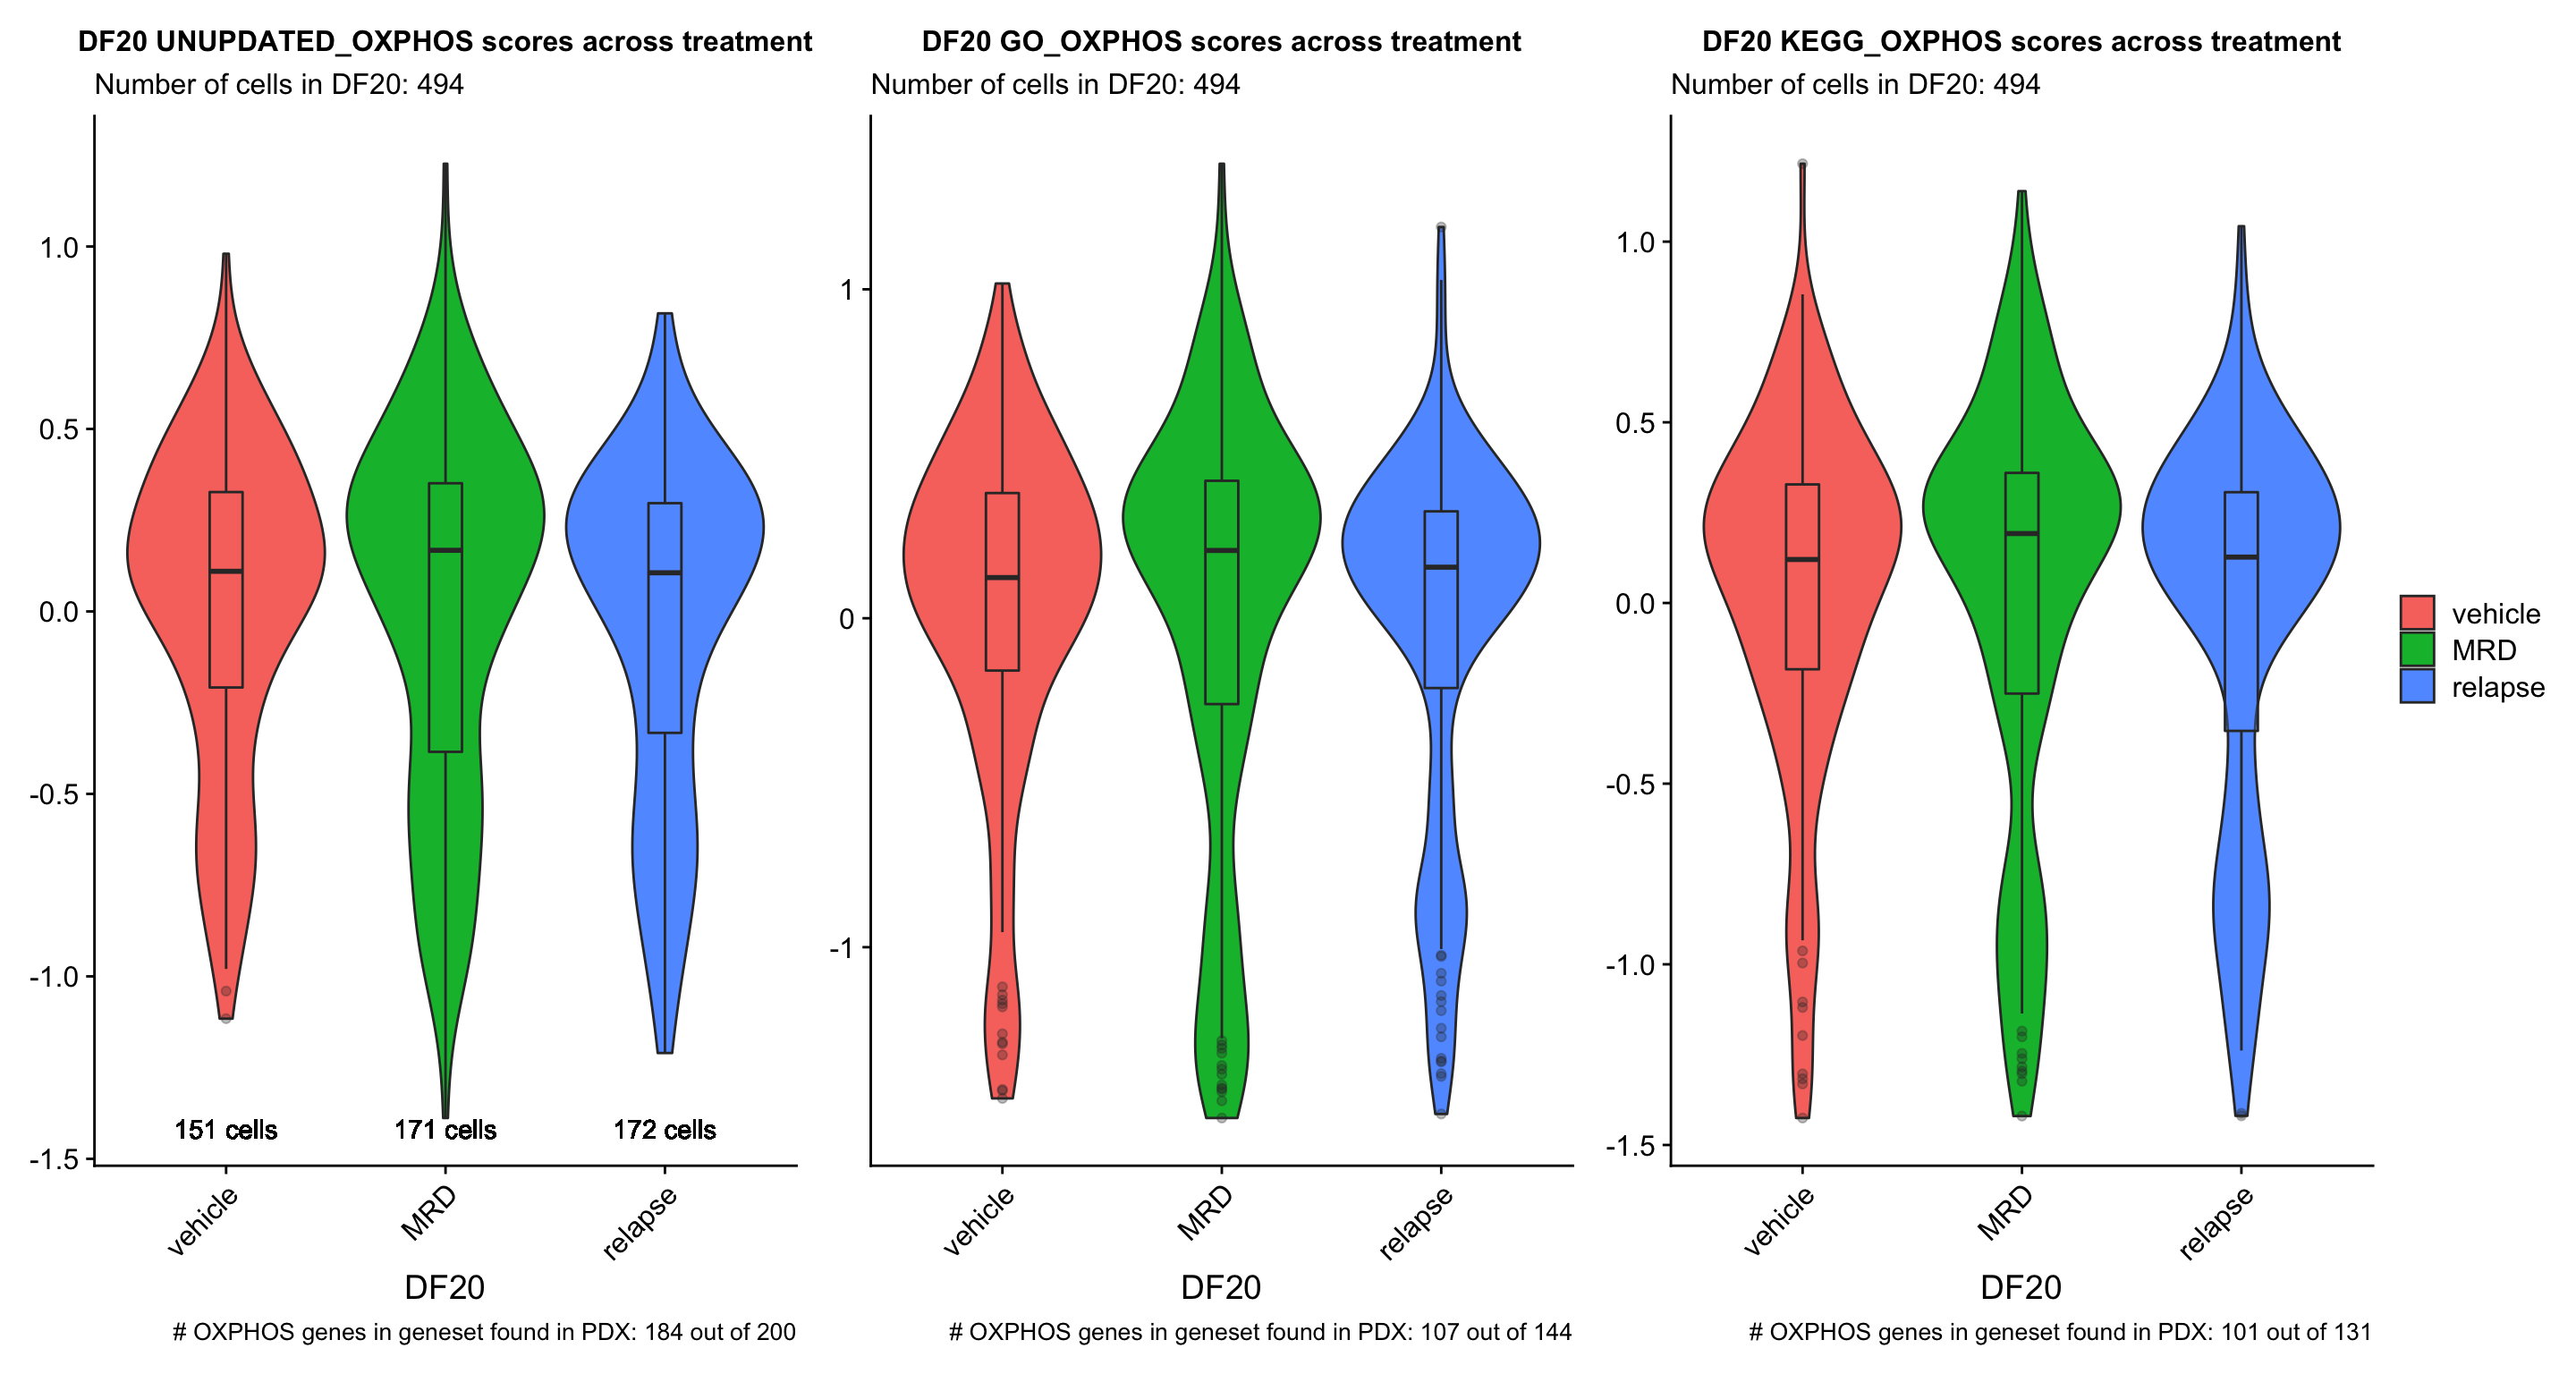 DF20 UNUPDATED_OXPHOS scores across treatment
Number of cells in DF20: 494
1.0
0.5
0.0
-0.5
-1.0
-1.5
151 cells
171 cells
172 cells
vehicle
MRD
relapse
DF20
# OXPHOS genes in geneset found in PDX: 184 out of 200
DF20 GO_OXPHOS scores across treatment
Number of cells in DF20: 494
1
0
-1
vehicle
MRD
relapse
DF20
# OXPHOS genes in geneset found in PDX: 107 out of 144
DF20 KEGG_OXPHOS scores across treatment
Number of cells in DF20: 494
1.0
0.5
0.0
-0.5
-1.0
-1.5
vehicle
MRD
relapse
DF20
# OXPHOS genes in geneset found in PDX: 101 out of 131
vehicle
MRD
relapse